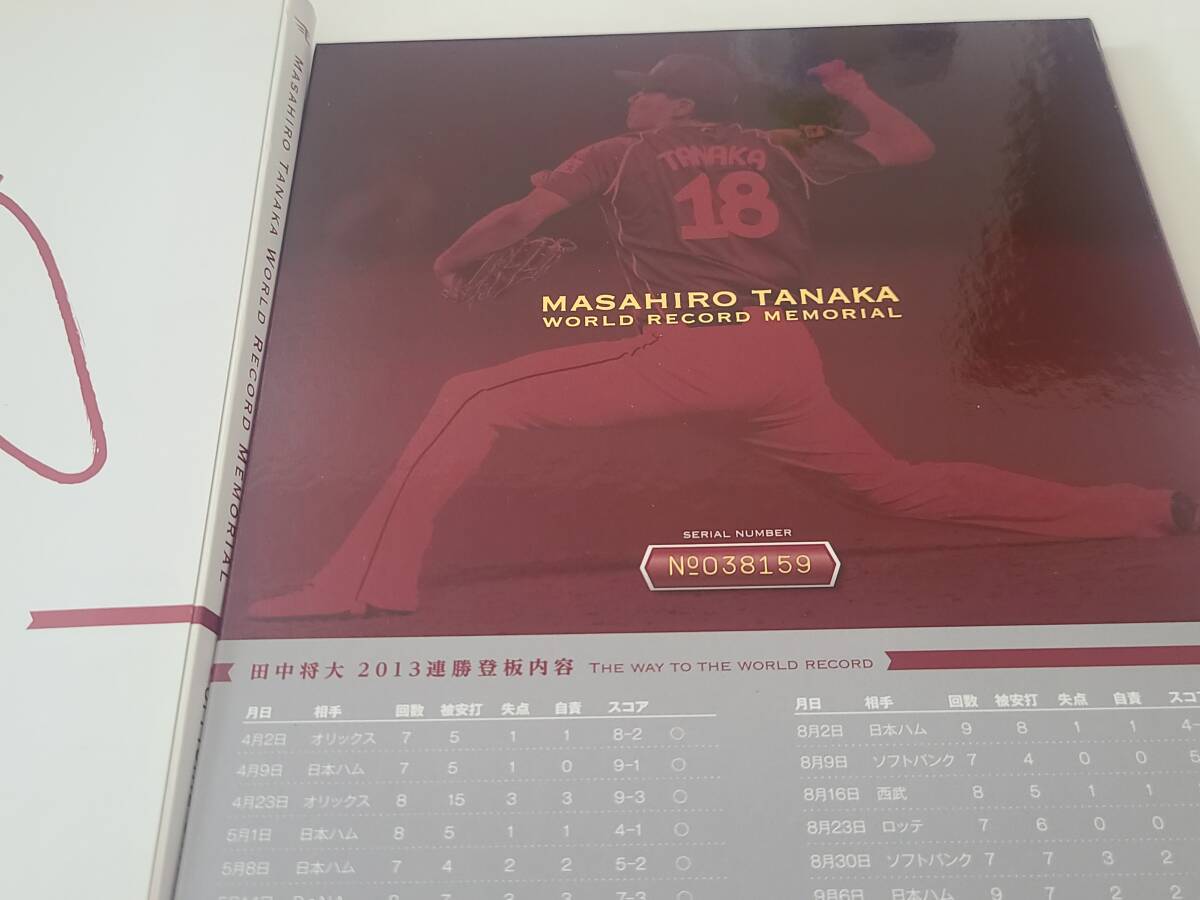 MASAHIRO TANAKA WORLD RECORD MEMORIAL
TANAKA
18
MASAHIRO TANAKA
WORLD RECORD MEMORIAL
SERIAL NUMBER
Nº038159
田中将大 2013連勝登板内容 THE WAY TO THE WORLD RECORD
月日 相手 回数 被安打 失点 自責 スコア
4月2日 オリックス 7 5 1 1 8-2 ○
4月9日 日本ハム 7 5 1 0 9-1 ○
4月23日 オリックス 8 15 3 3 9-3 ○
5月1日 日本ハム 8 5 1 1 4-1 ○
5月8日 日本ハム 7 4 2 2 5-2 ○
月日 相手 回数 被安打 失点 自責 スコ
8月2日 日本ハム 9 8 1 1 4-
8月9日 ソフトバンク 7 4 0 0 5
8月16日 西武 8 5 1 1
8月23日 ロッテ 7 6 0 0
8月30日 ソフトバンク 7 7 3 2
9月6日 日本ハム 9 7 2 2